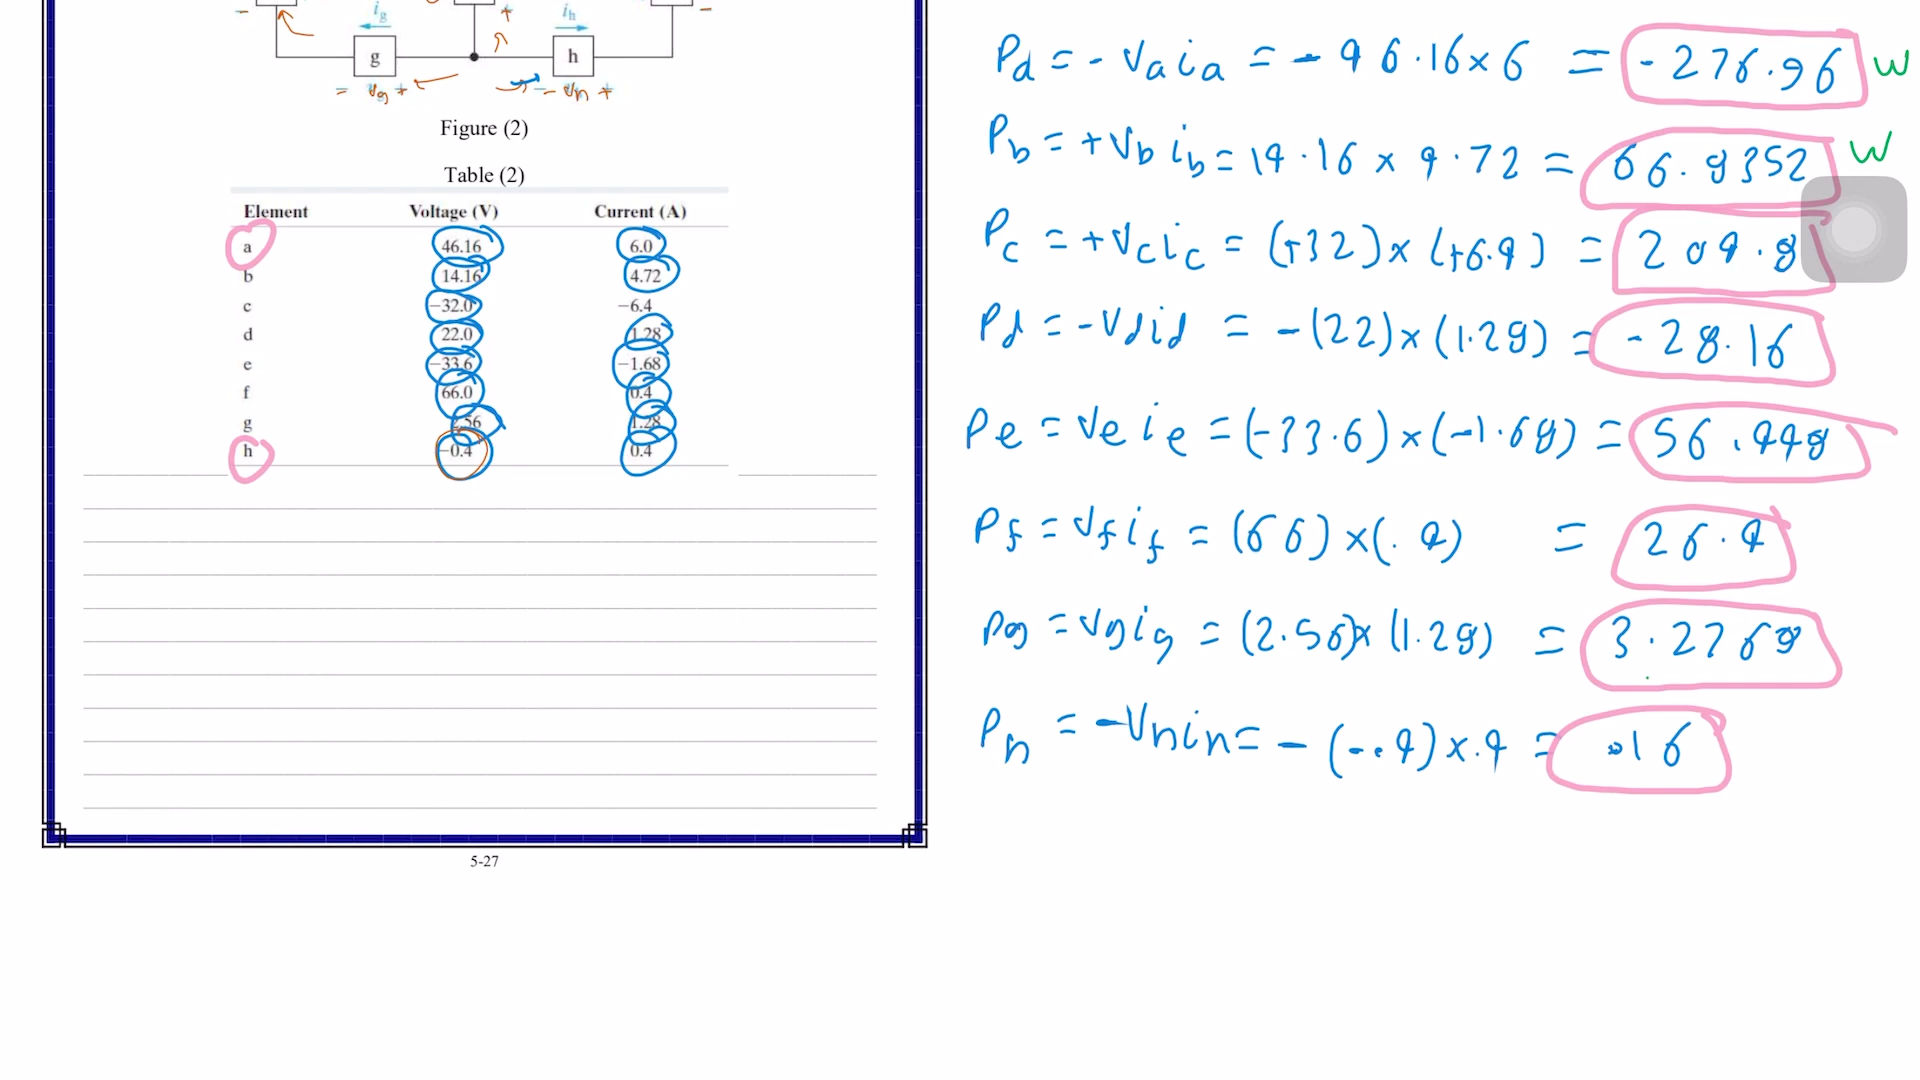 i_g
i_h
- + -
g h
= Vg + - Vh +
Figure (2)
Table (2)
Element Voltage (V) Current (A)
a 46.16 6.0
b 14.16 4.72
c −32.0 −6.4
d 22.0 1.28
e −33.6 −1.68
f 66.0 0.4
g 2.56 1.28
h −0.4 0.4
5-27
Pa = - Va ia = - 46.16 x 6 = - 276.96 W
Pb = + Vb ib = 14.16 x 4.72 = 66.8352 W
Pc = + Vc ic = (+32) x (+6.4) = 204.8
Pd = - Vd id = - (22) x (1.28) = - 28.16
Pe = Ve ie = (-33.6) x (-1.68) = 56.448
Pf = Vf if = (66) x (.4) = 26.4
Pg = Vg ig = (2.56) x (1.28) = 3.2768
Ph = - Vh ih = - (-.4) x .4 = .16